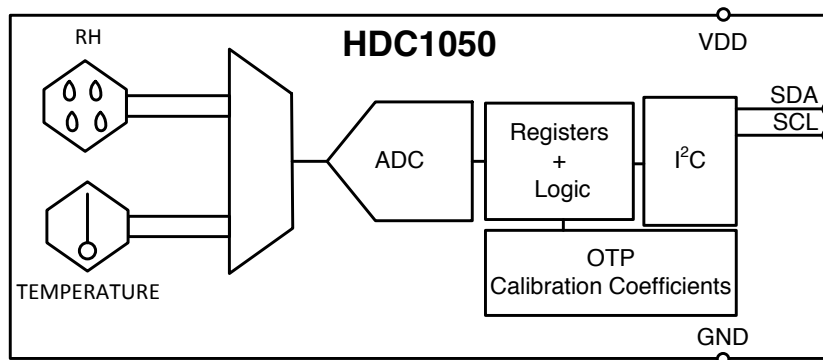 RH
HDC1050
VDD
SDA
SCL
ADC
Registers
+
Logic
I²C
TEMPERATURE
OTP
Calibration Coefficients
GND